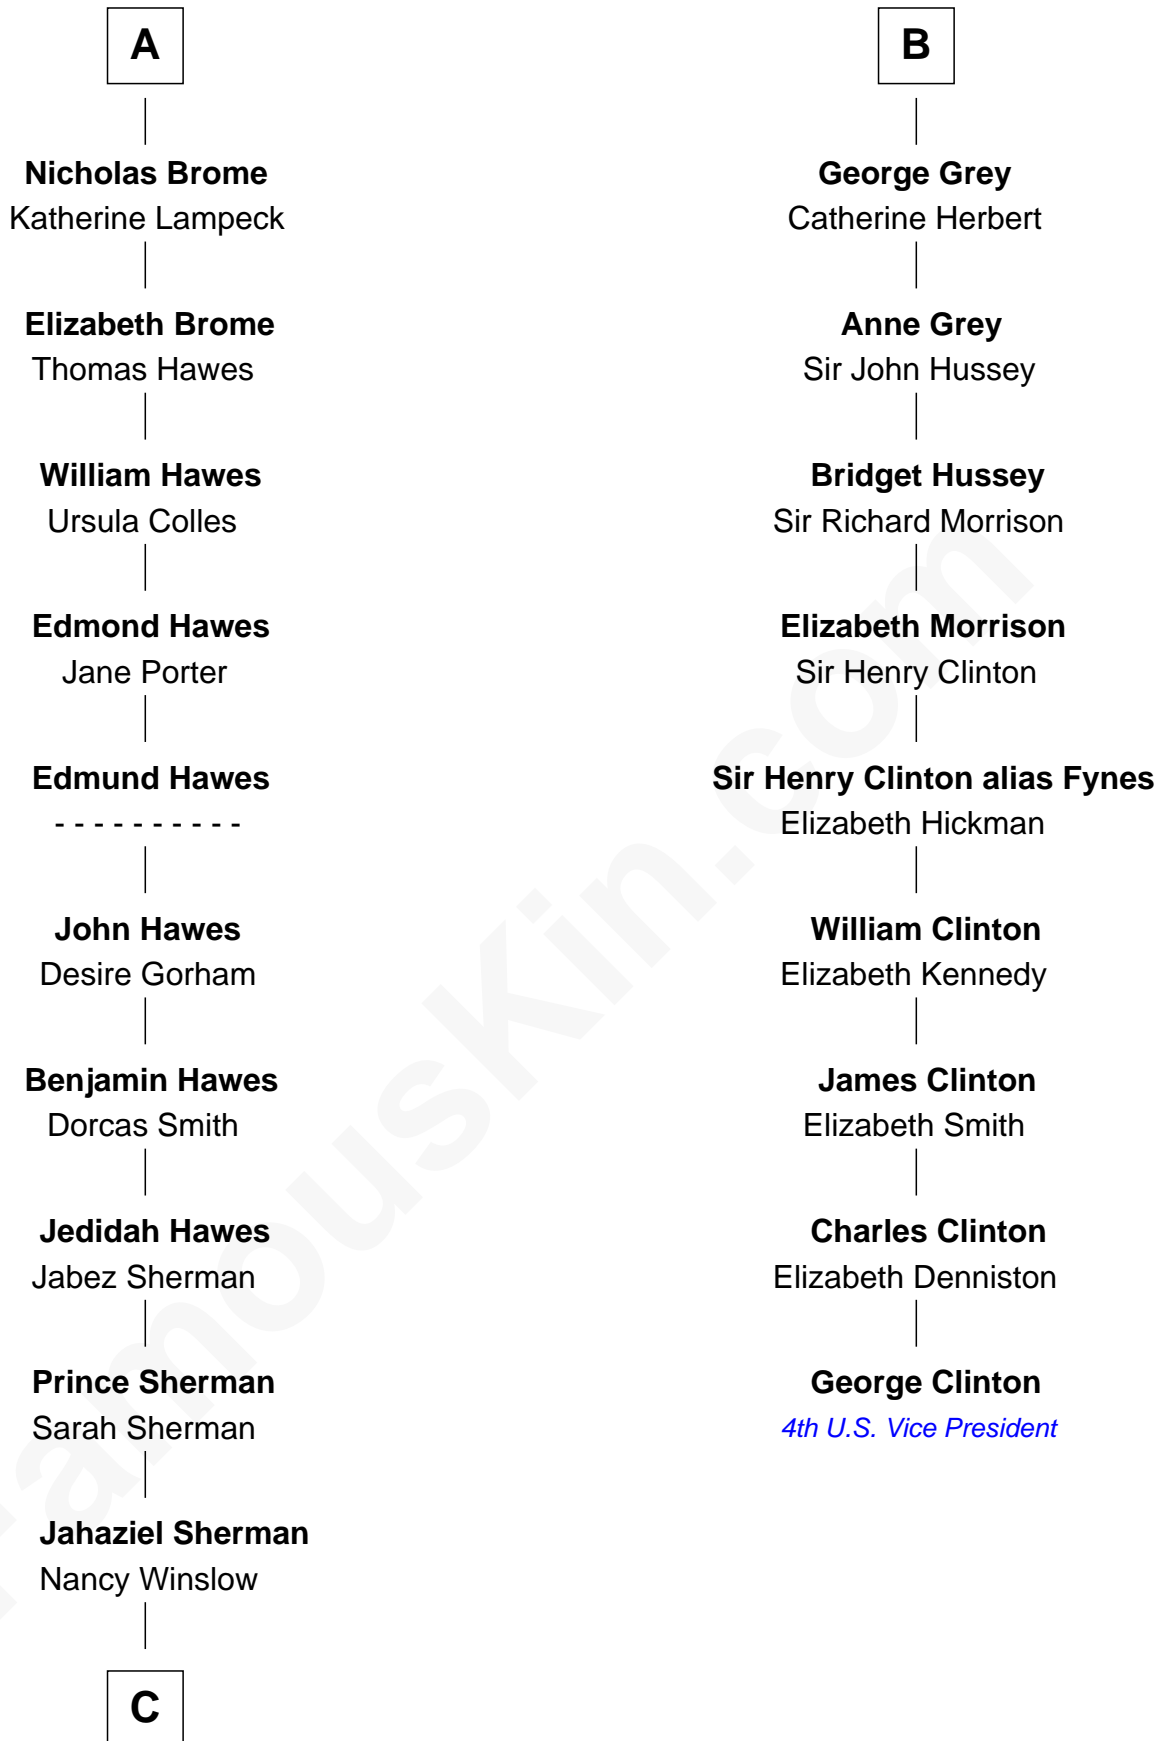 A
Nicholas Brome
Katherine Lampeck
Elizabeth Brome
Thomas Hawes
William Hawes
Ursula Colles
Edmond Hawes
Jane Porter
Edmund Hawes
- - - - - - - - - -
John Hawes
Desire Gorham
Benjamin Hawes
Dorcas Smith
Jedidah Hawes
Jabez Sherman
Prince Sherman
Sarah Sherman
Jahaziel Sherman
Nancy Winslow
C
B
George Grey
Catherine Herbert
Anne Grey
Sir John Hussey
Bridget Hussey
Sir Richard Morrison
Elizabeth Morrison
Sir Henry Clinton
Sir Henry Clinton alias Fynes
Elizabeth Hickman
William Clinton
Elizabeth Kennedy
James Clinton
Elizabeth Smith
Charles Clinton
Elizabeth Denniston
George Clinton
4th U.S. Vice President
FamousKin.com